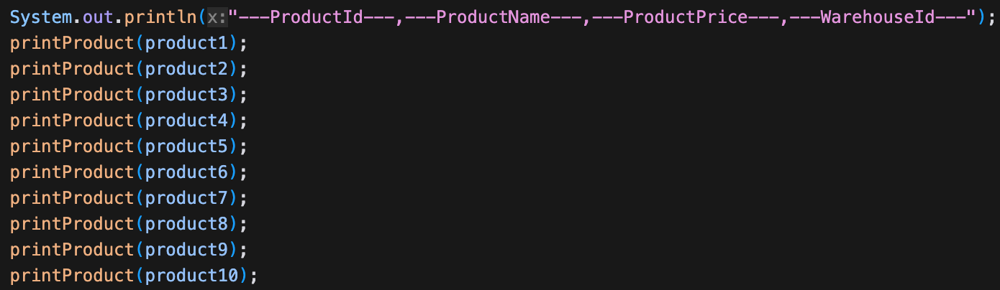 System.out.println(x:"---ProductId---,---ProductName---,---ProductPrice---,---WarehouseId---");
printProduct(product1);
printProduct(product2);
printProduct(product3);
printProduct(product4);
printProduct(product5);
printProduct(product6);
printProduct(product7);
printProduct(product8);
printProduct(product9);
printProduct(product10);